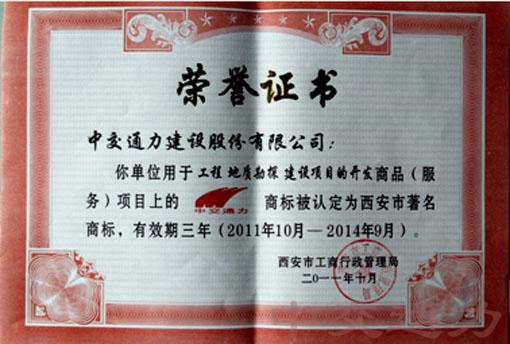 荣誉证书
中交通力建设股份有限公司：
你单位用于工程地质勘探建设项目的开发商品（服
务）项目上的 中交通力 商标被认定为西安市著名
商标，有效期三年（2011年10月—2014年9月）。
西安市工商行政管理局
二〇一一年十月